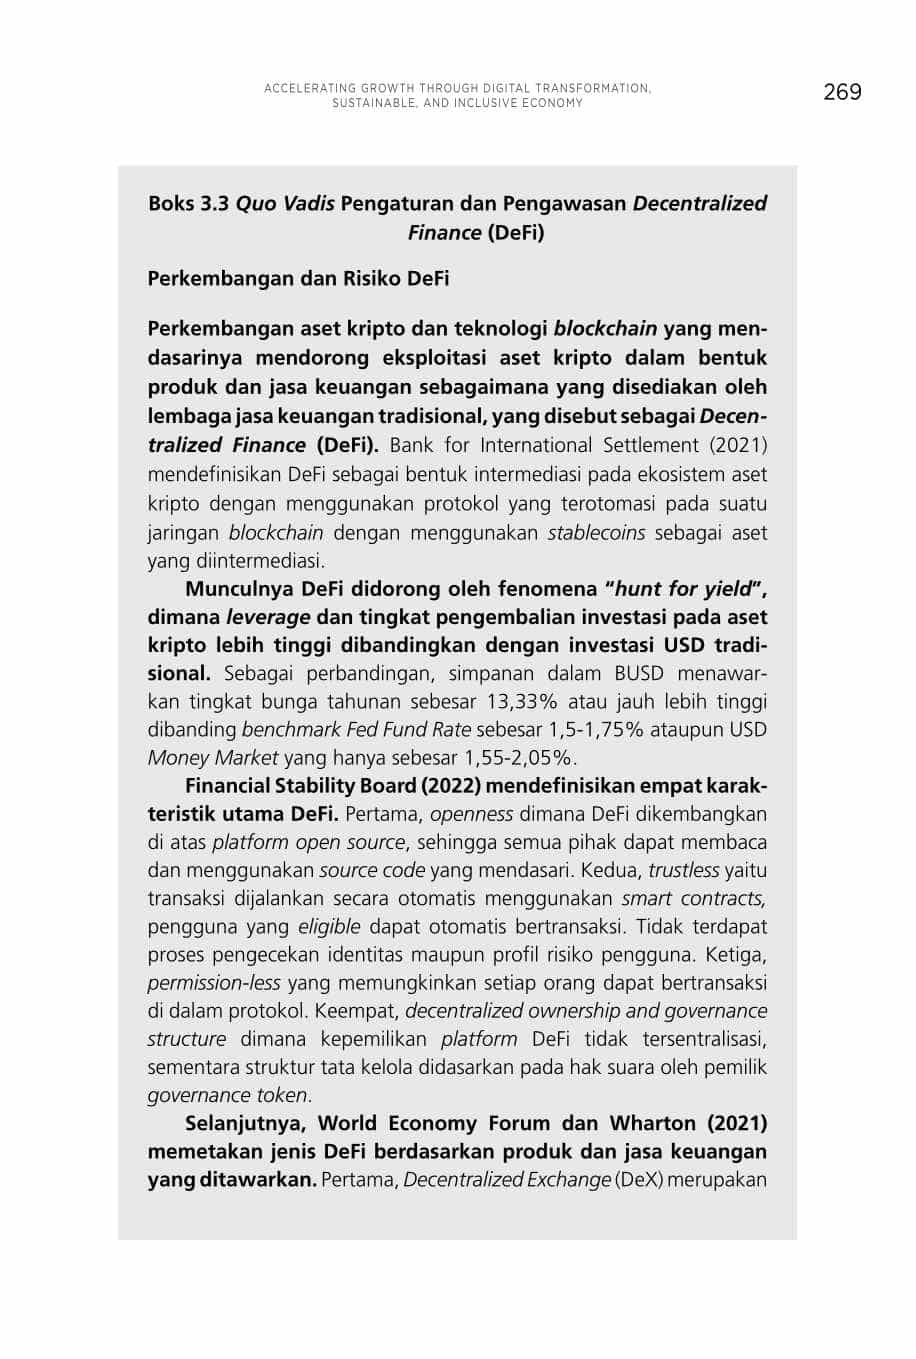 ACCELERATING GROWTH THROUGH DIGITAL TRANSFORMATION,
SUSTAINABLE, AND INCLUSIVE ECONOMY
269
Boks 3.3 Quo Vadis Pengaturan dan Pengawasan Decentralized
Finance (DeFi)
Perkembangan dan Risiko DeFi
Perkembangan aset kripto dan teknologi blockchain yang men-
dasarinya mendorong eksploitasi aset kripto dalam bentuk
produk dan jasa keuangan sebagaimana yang disediakan oleh
lembaga jasa keuangan tradisional, yang disebut sebagai Decen-
tralized Finance (DeFi). Bank for International Settlement (2021)
mendefinisikan DeFi sebagai bentuk intermediasi pada ekosistem aset
kripto dengan menggunakan protokol yang terotomasi pada suatu
jaringan blockchain dengan menggunakan stablecoins sebagai aset
yang diintermediasi.
Munculnya DeFi didorong oleh fenomena “hunt for yield”,
dimana leverage dan tingkat pengembalian investasi pada aset
kripto lebih tinggi dibandingkan dengan investasi USD tradi-
sional. Sebagai perbandingan, simpanan dalam BUSD menawar-
kan tingkat bunga tahunan sebesar 13,33% atau jauh lebih tinggi
dibanding benchmark Fed Fund Rate sebesar 1,5-1,75% ataupun USD
Money Market yang hanya sebesar 1,55-2,05%.
Financial Stability Board (2022) mendefinisikan empat karak-
teristik utama DeFi. Pertama, openness dimana DeFi dikembangkan
di atas platform open source, sehingga semua pihak dapat membaca
dan menggunakan source code yang mendasari. Kedua, trustless yaitu
transaksi dijalankan secara otomatis menggunakan smart contracts,
pengguna yang eligible dapat otomatis bertransaksi. Tidak terdapat
proses pengecekan identitas maupun profil risiko pengguna. Ketiga,
permission-less yang memungkinkan setiap orang dapat bertransaksi
di dalam protokol. Keempat, decentralized ownership and governance
structure dimana kepemilikan platform DeFi tidak tersentralisasi,
sementara struktur tata kelola didasarkan pada hak suara oleh pemilik
governance token.
Selanjutnya, World Economy Forum dan Wharton (2021)
memetakan jenis DeFi berdasarkan produk dan jasa keuangan
yang ditawarkan. Pertama, Decentralized Exchange (DeX) merupakan